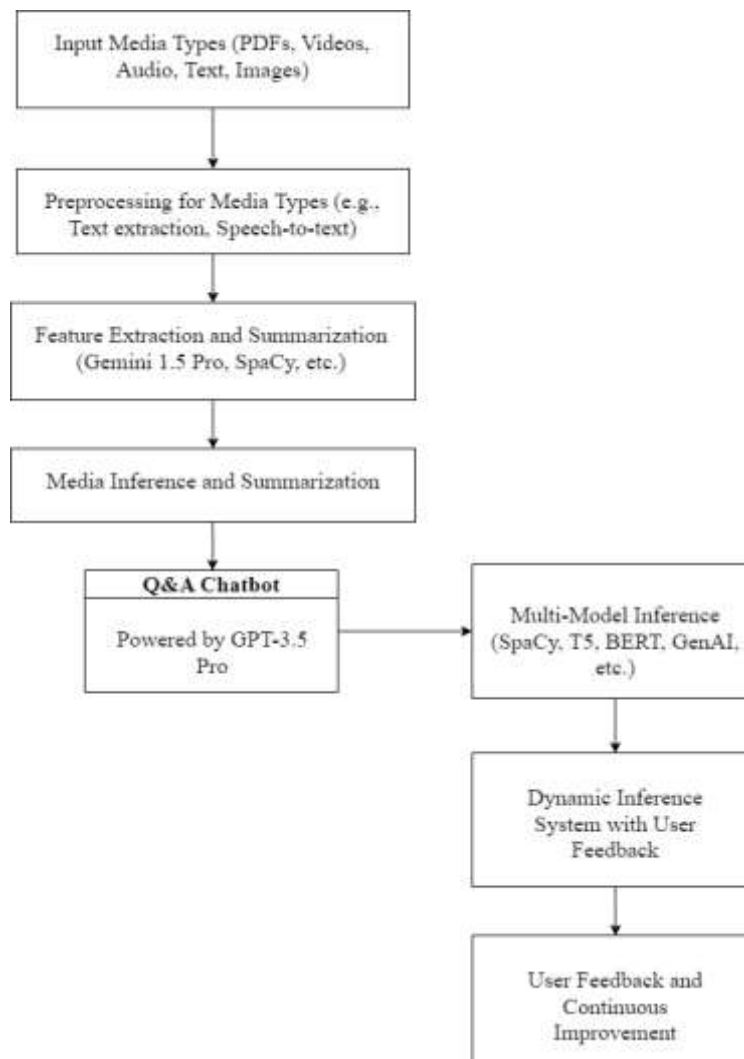 Input Media Types (PDFs, Videos,
Audio, Text, Images)
Preprocessing for Media Types (e.g.,
Text extraction, Speech-to-text)
Feature Extraction and Summarization
(Gemini 1.5 Pro, SpaCy, etc.)
Media Inference and Summarization
Q&A Chatbot
Powered by GPT-3.5
Pro
Multi-Model Inference
(SpaCy, T5, BERT, GenAI,
etc.)
Dynamic Inference
System with User
Feedback
User Feedback and
Continuous
Improvement